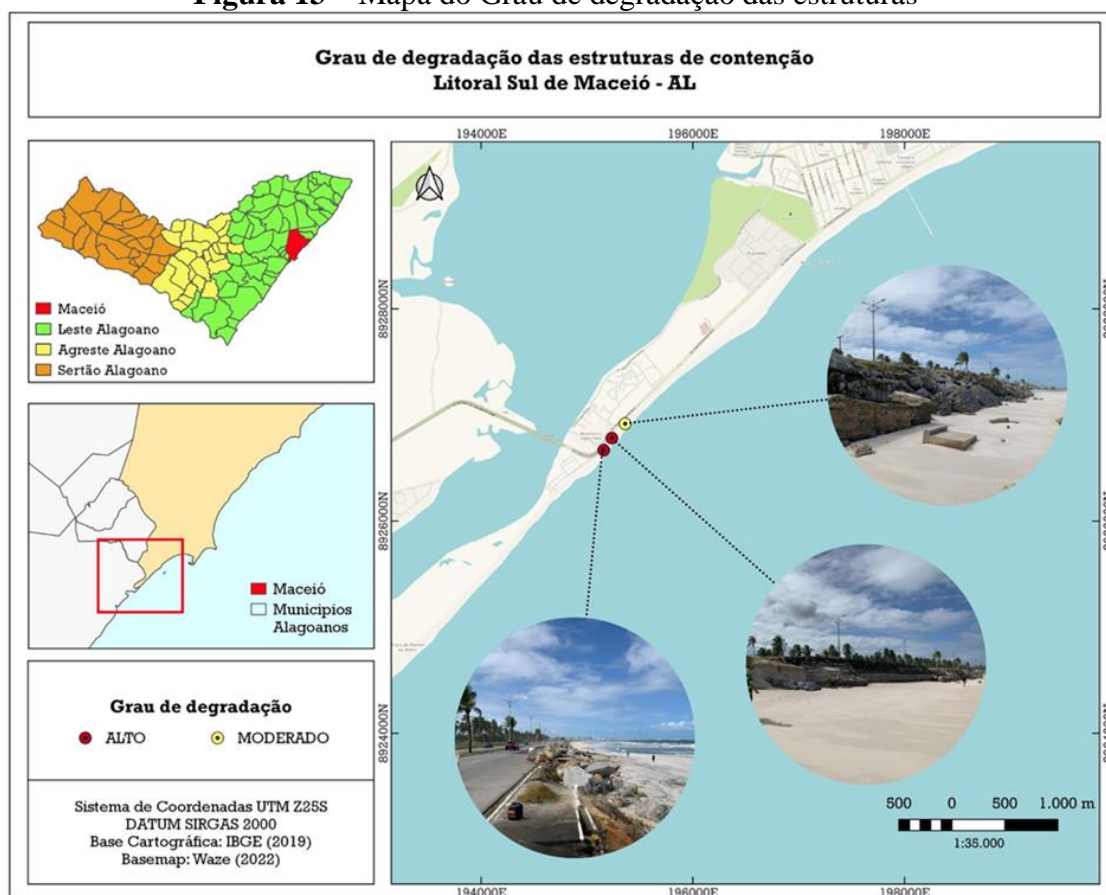 Figura 15 – Mapa do Grau de degradação das estruturas
Grau de degradação das estruturas de contenção
Litoral Sul de Maceió - AL
Maceió
Leste Alagoano
Agreste Alagoano
Sertão Alagoano
Maceió
Municipios
Alagoanos
Grau de degradação
ALTO
MODERADO
Sistema de Coordenadas UTM Z25S
DATUM SIRGAS 2000
Base Cartográfica: IBGE (2019)
Basemap: Waze (2022)
194000E 196000E 198000E
8928000N
8926000N
8924000N
500 0 500 1.000 m
1:35.000
194000E 196000E 198000E